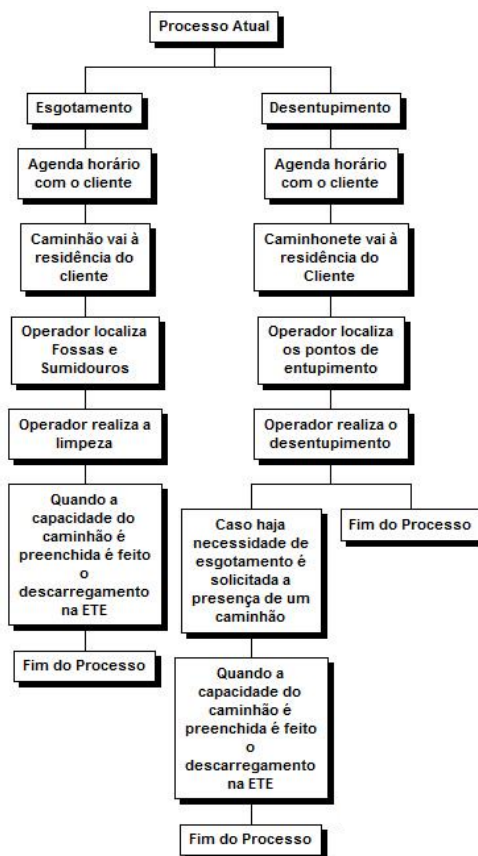 Processo Atual
Esgotamento
Agenda horário
com o cliente
Caminhão vai à
residência do
cliente
Operador localiza
Fossas e
Sumidouros
Operador realiza a
limpeza
Quando a
capacidade do
caminhão é
preenchida é feito
o
descarregamento
na ETE
Fim do Processo
Desentupimento
Agenda horário
com o cliente
Caminhonete vai à
residência do
Cliente
Operador localiza
os pontos de
entupimento
Operador realiza o
desentupimento
Caso haja
necessidade de
esgotamento é
solicitada a
presença de um
caminhão
Quando a
capacidade do
caminhão é
preenchida é feito
o
descarregamento
na ETE
Fim do Processo
Fim do Processo